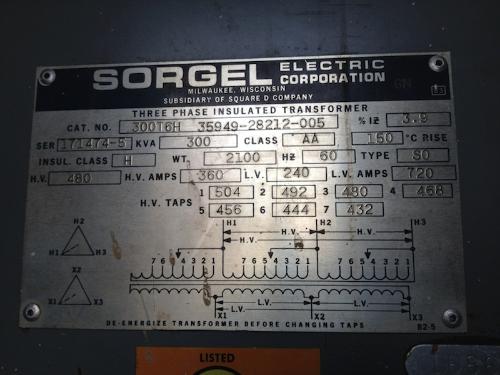 SORGEL ELECTRIC CORPORATION
MILWAUKEE, WISCONSIN
SUBSIDIARY OF SQUARE D COMPANY
THREE PHASE INSULATED TRANSFORMER
CAT. NO. 300T6H 35949-28212-005 % IZ 3.9
SER 171474-5 KVA 300 CLASS AA 150 °C RISE
INSUL. CLASS H WT. 2100 HZ 60 TYPE SO
H.V. 480 H.V. AMPS 360 L.V. 240 L.V. AMPS 720
1 504 2 492 3 480 4 468
H.V. TAPS
5 456 6 444 7 432
H2
H1 H3
H1 H2 H3
H.V. H.V.
H.V.
7 6 5 4 3 2 1 7 6 5 4 3 2 1 7 6 5 4 3 2 1
X2
X1 X3
L.V. L.V.
X1 X2 X3
L.V.
DE-ENERGIZE TRANSFORMER BEFORE CHANGING TAPS 82-5
LISTED